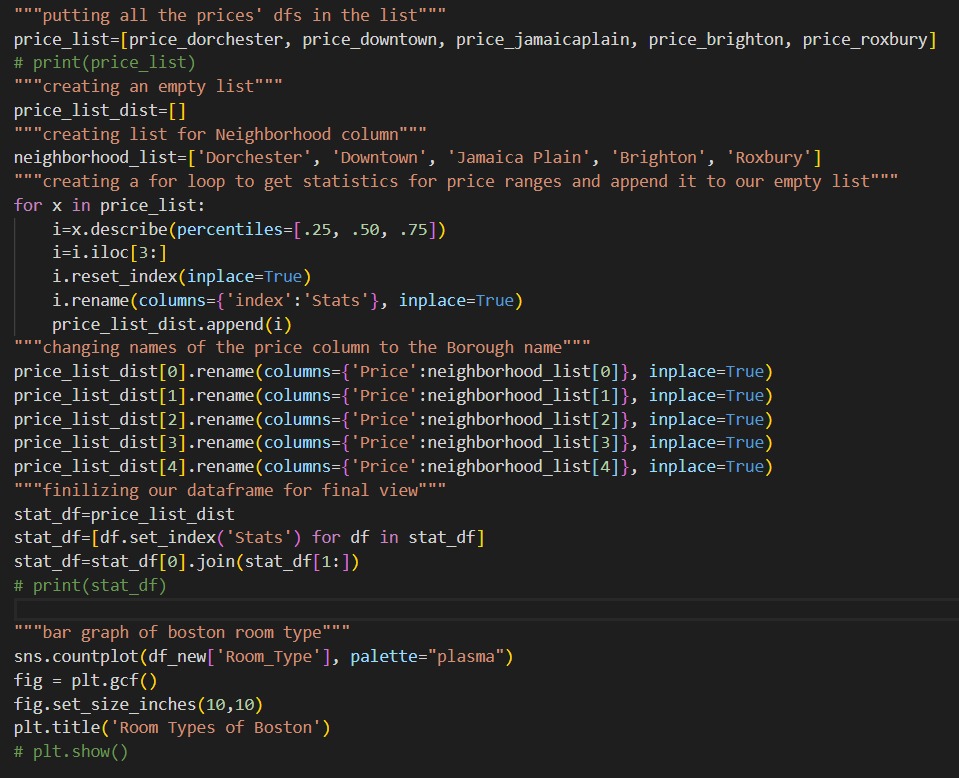 """putting all the prices' dfs in the list"""
price_list=[price_dorchester, price_downtown, price_jamaicaplain, price_brighton, price_roxbury]
# print(price_list)
"""creating an empty list"""
price_list_dist=[]
"""creating list for Neighborhood column"""
neighborhood_list=['Dorchester', 'Downtown', 'Jamaica Plain', 'Brighton', 'Roxbury']
"""creating a for loop to get statistics for price ranges and append it to our empty list"""
for x in price_list:
    i=x.describe(percentiles=[.25, .50, .75])
    i=i.iloc[3:]
    i.reset_index(inplace=True)
    i.rename(columns={'index':'Stats'}, inplace=True)
    price_list_dist.append(i)
"""changing names of the price column to the Borough name"""
price_list_dist[0].rename(columns={'Price':neighborhood_list[0]}, inplace=True)
price_list_dist[1].rename(columns={'Price':neighborhood_list[1]}, inplace=True)
price_list_dist[2].rename(columns={'Price':neighborhood_list[2]}, inplace=True)
price_list_dist[3].rename(columns={'Price':neighborhood_list[3]}, inplace=True)
price_list_dist[4].rename(columns={'Price':neighborhood_list[4]}, inplace=True)
"""finilizing our dataframe for final view"""
stat_df=price_list_dist
stat_df=[df.set_index('Stats') for df in stat_df]
stat_df=stat_df[0].join(stat_df[1:])
# print(stat_df)
"""bar graph of boston room type"""
sns.countplot(df_new['Room_Type'], palette="plasma")
fig = plt.gcf()
fig.set_size_inches(10,10)
plt.title('Room Types of Boston')
# plt.show()